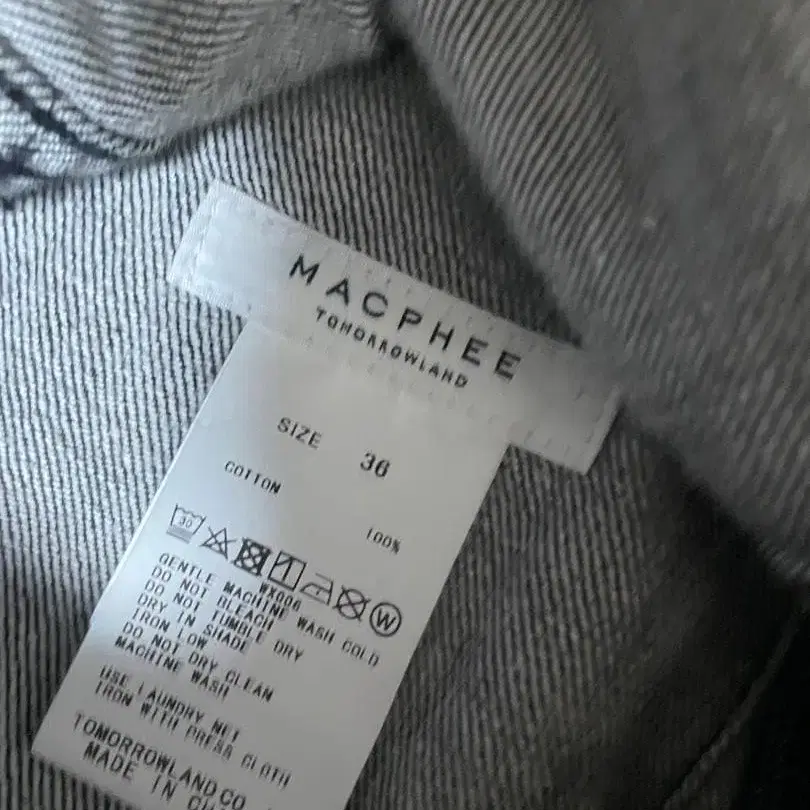 MACPHEE
TOMORROWLAND
SIZE 36
COTTON
100%
30
W
WX006
GENTLE MACHINE WASH COLD
DO NOT BLEACH
DO NOT TUMBLE DRY
DRY IN SHADE
IRON LOW
DO NOT DRY CLEAN
MACHINE WASH
USE LAUNDRY NET
IRON WITH PRESS CLOTH
TOMORROWLAND CO
MADE IN